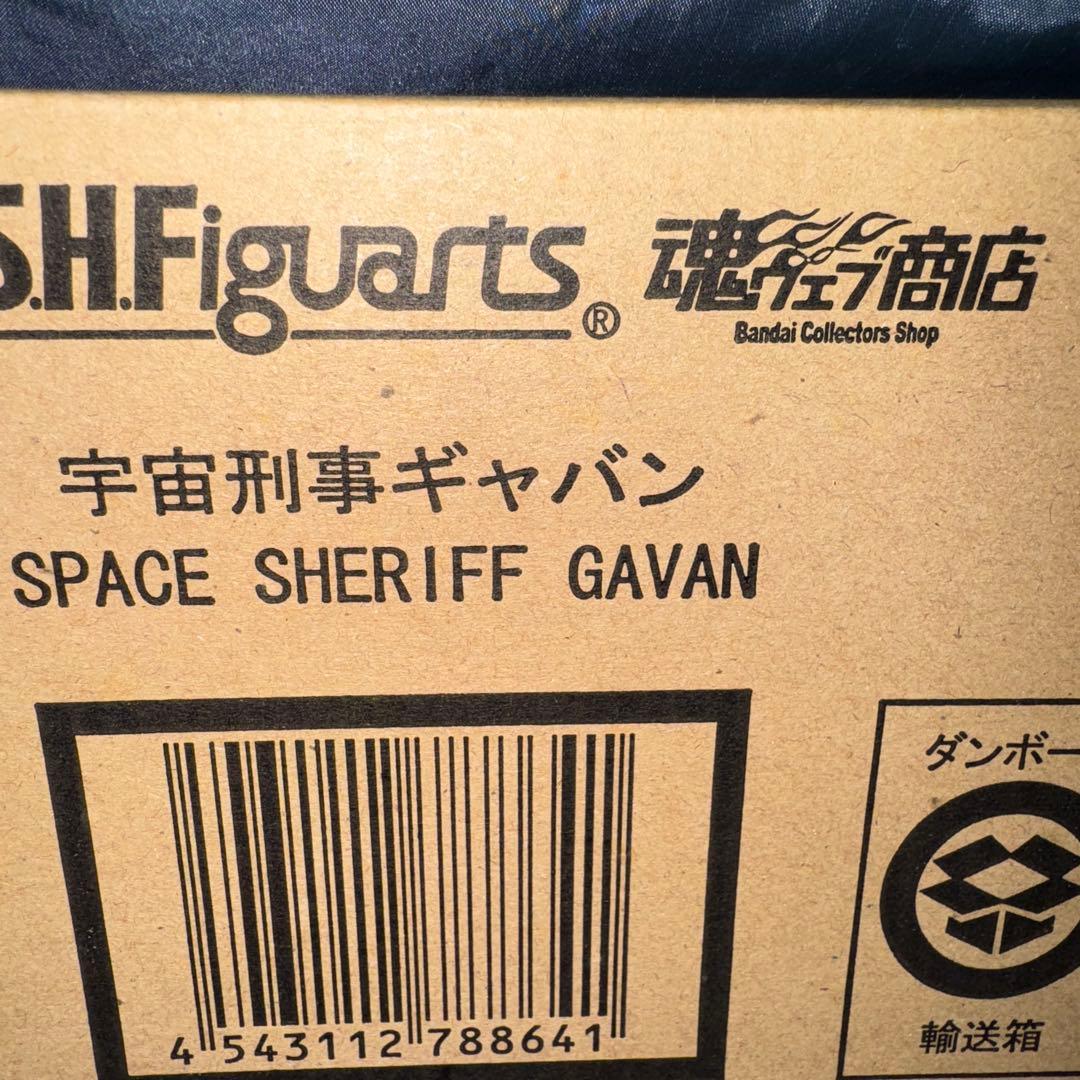 S.H.Figuarts®
魂ウェブ商店
Bandai Collectors Shop
宇宙刑事ギャバン
SPACE SHERIFF GAVAN
4 543112 788641
ダンボー
輸送箱